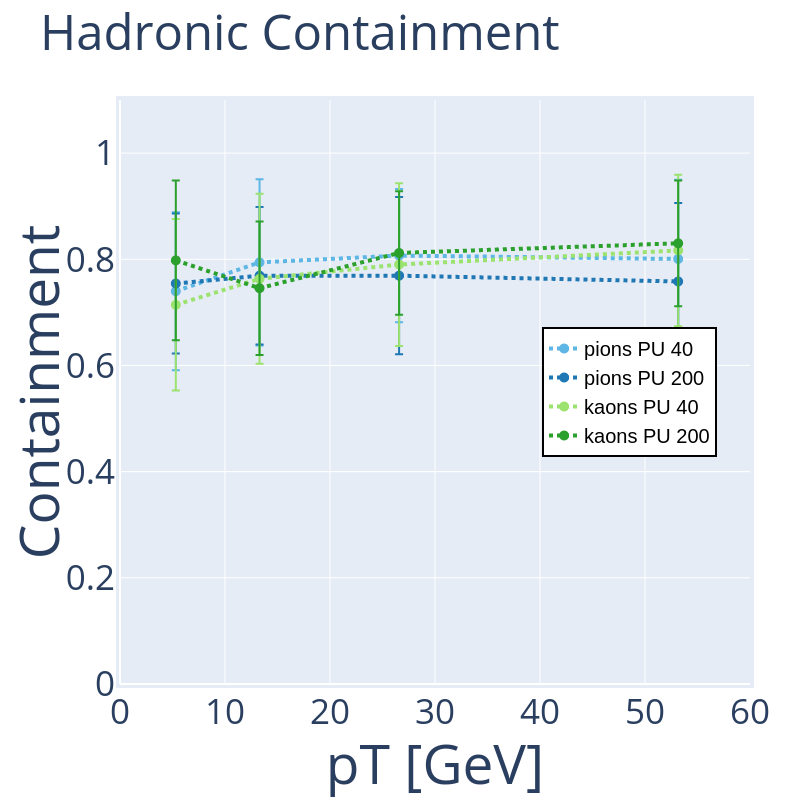 Hadronic Containment
Containment
1
0.8
0.6
0.4
0.2
0
0 10 20 30 40 50 60
pT [GeV]
pions PU 40
pions PU 200
kaons PU 40
kaons PU 200